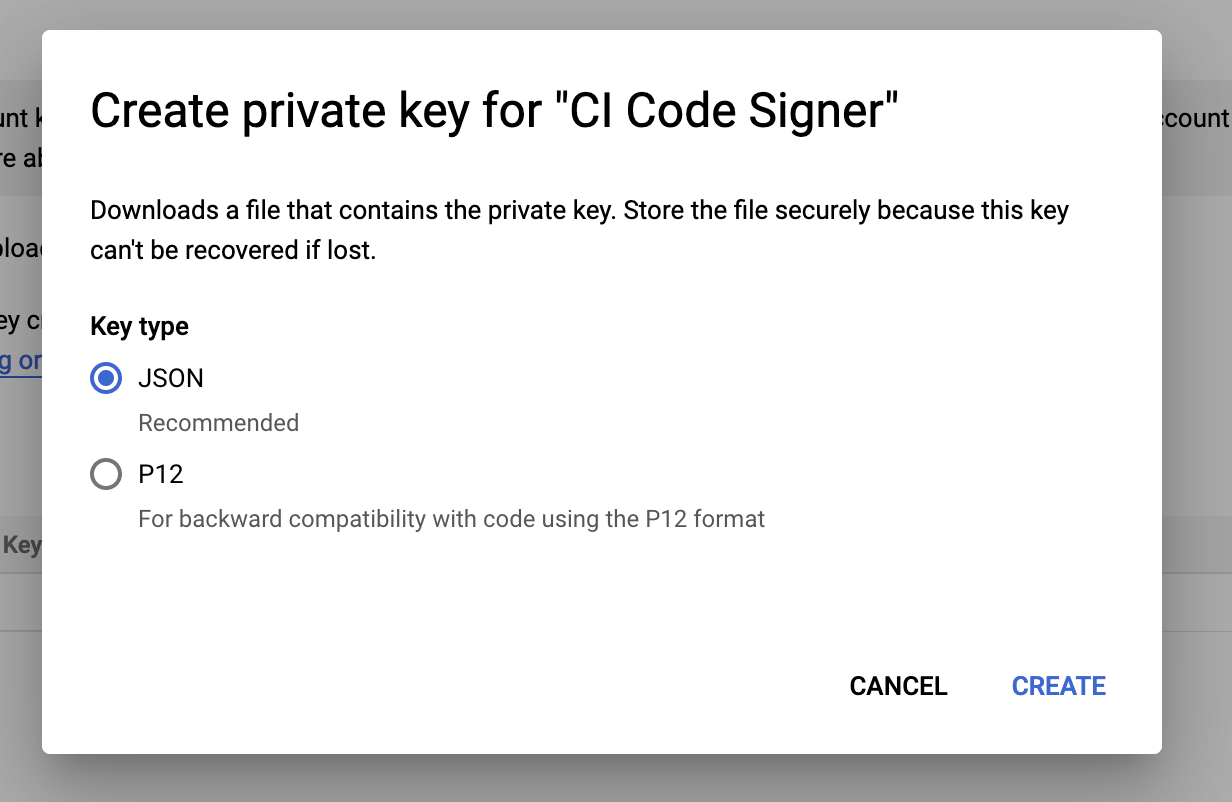 Create private key for "CI Code Signer"
Downloads a file that contains the private key. Store the file securely because this key
can't be recovered if lost.
Key type
JSON
Recommended
P12
For backward compatibility with code using the P12 format
Key
CANCEL
CREATE